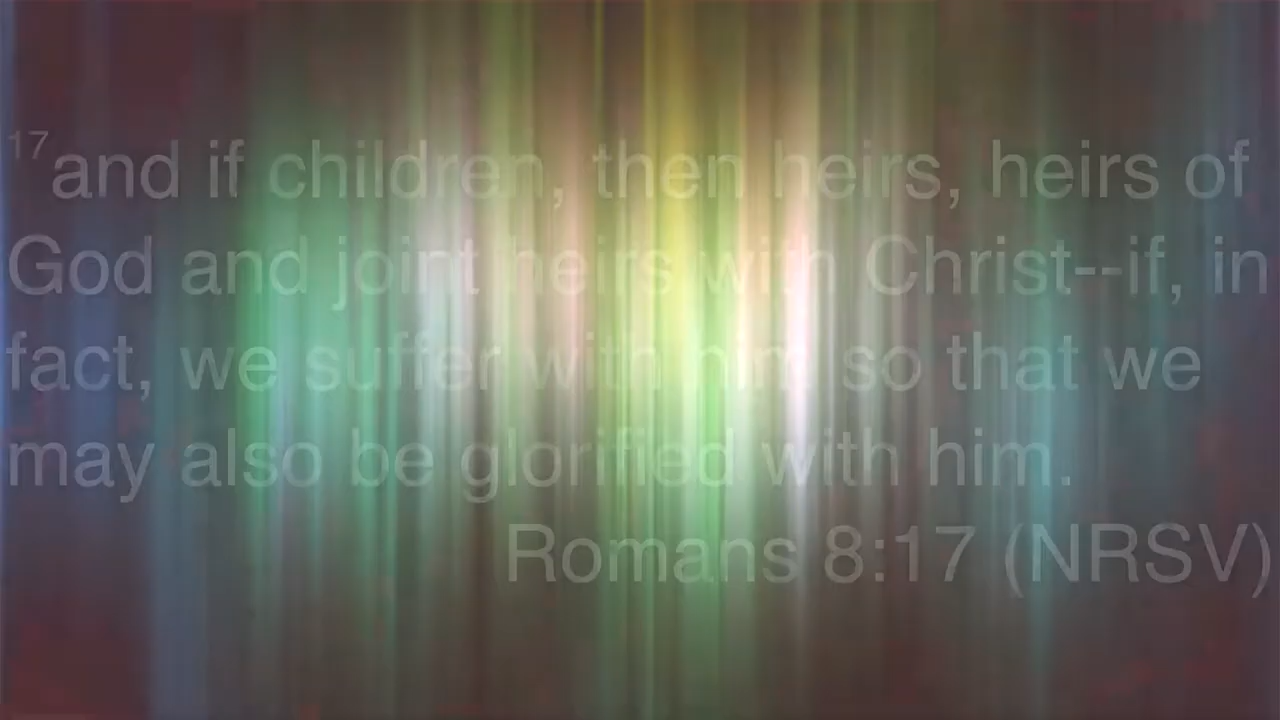 17and if children, then heirs, heirs of
God and joint heirs with Christ--if, in
fact, we suffer with him so that we
may also be glorified with him.
Romans 8:17 (NRSV)